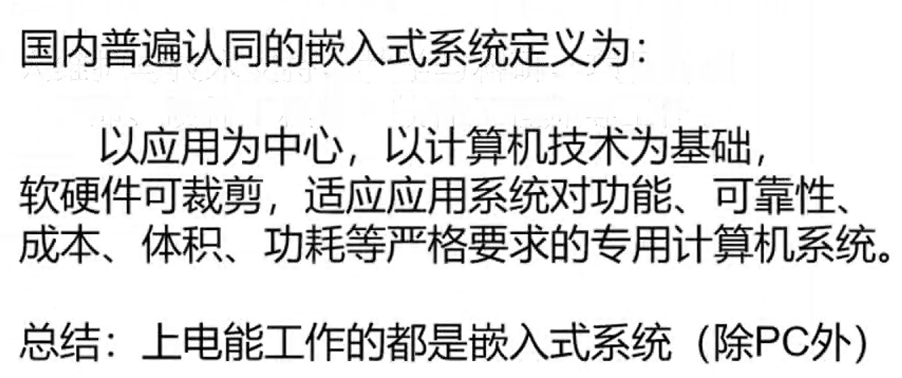 国内普遍认同的嵌入式系统定义为：
以应用为中心，以计算机技术为基础，
软硬件可裁剪，适应应用系统对功能、可靠性、
成本、体积、功耗等严格要求的专用计算机系统。
总结：上电能工作的都是嵌入式系统（除PC外）